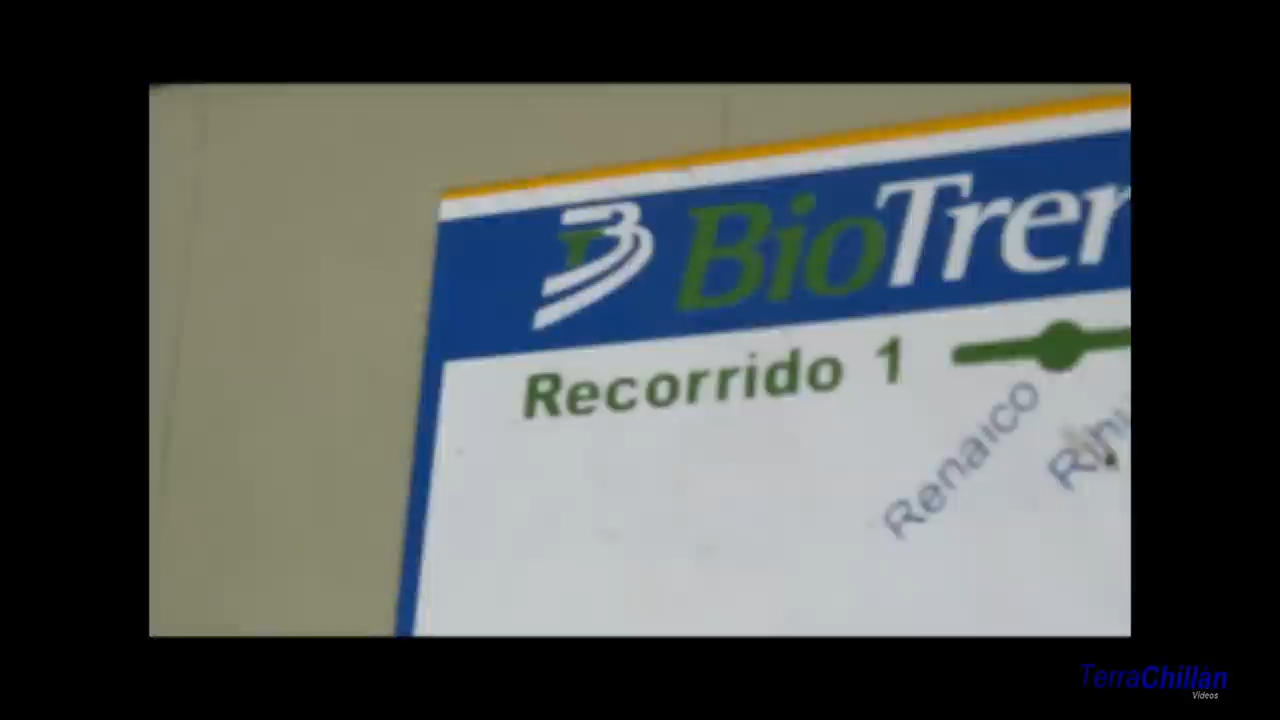 BioTren
Recorrido 1
Renaico
TerraChillán
Videos